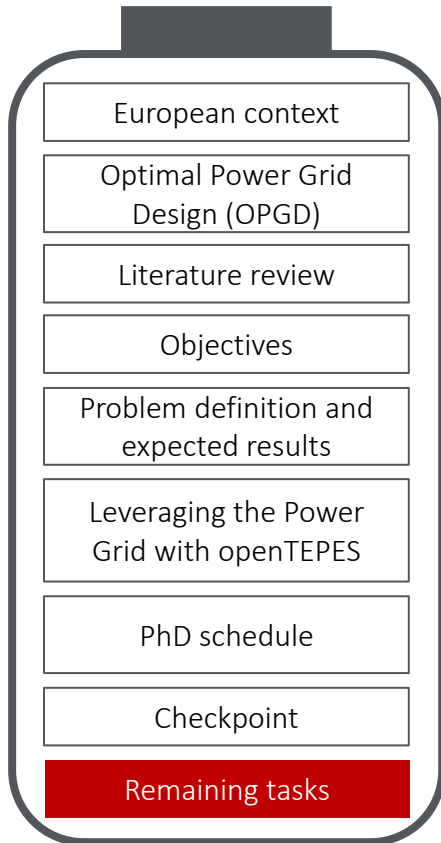 European context
Optimal Power Grid
Design (OPGD)
Literature review
Objectives
Problem definition and
expected results
Leveraging the Power
Grid with openTEPES
PhD schedule
Checkpoint
Remaining tasks